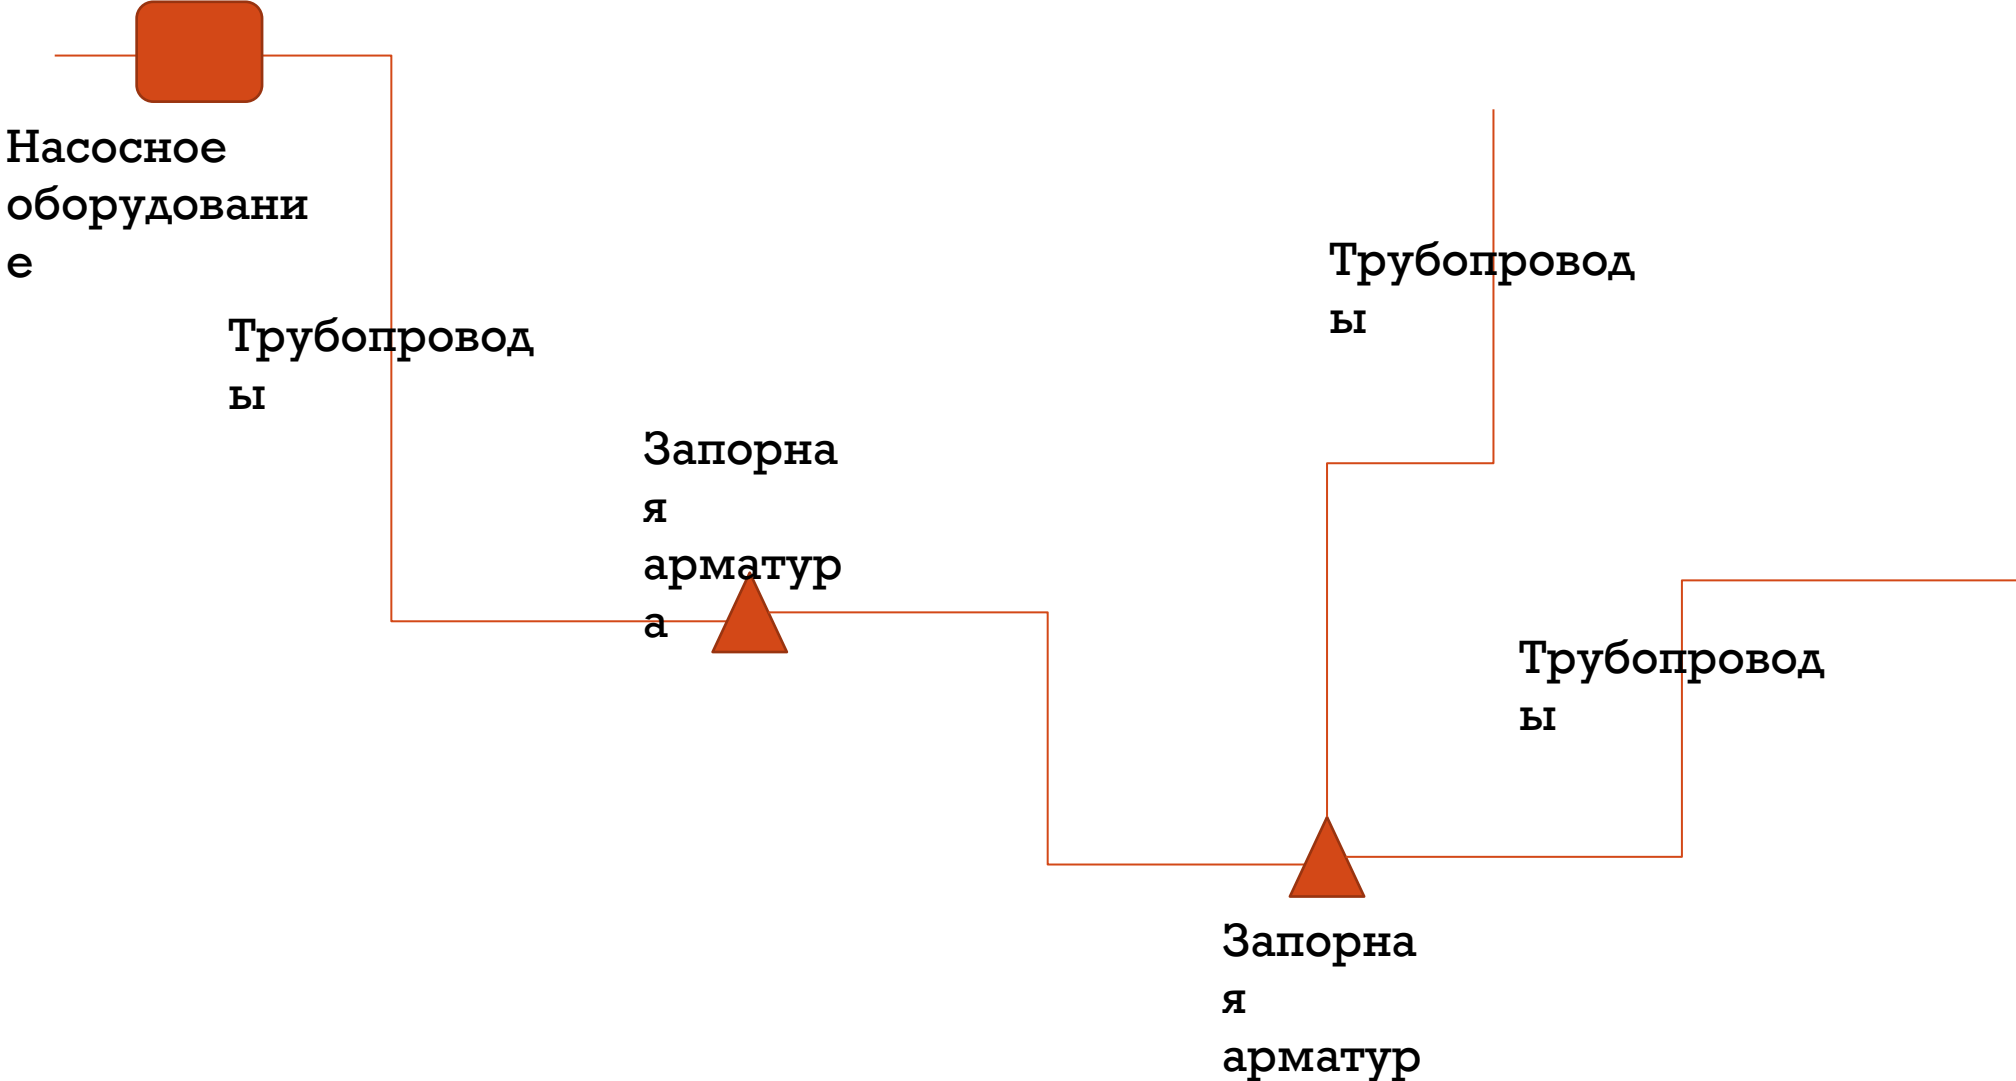 Насосное
оборудовани
е
Трубопровод
ы
Трубопровод
ы
Запорна
я
арматур
а
Трубопровод
ы
Запорна
я
арматур